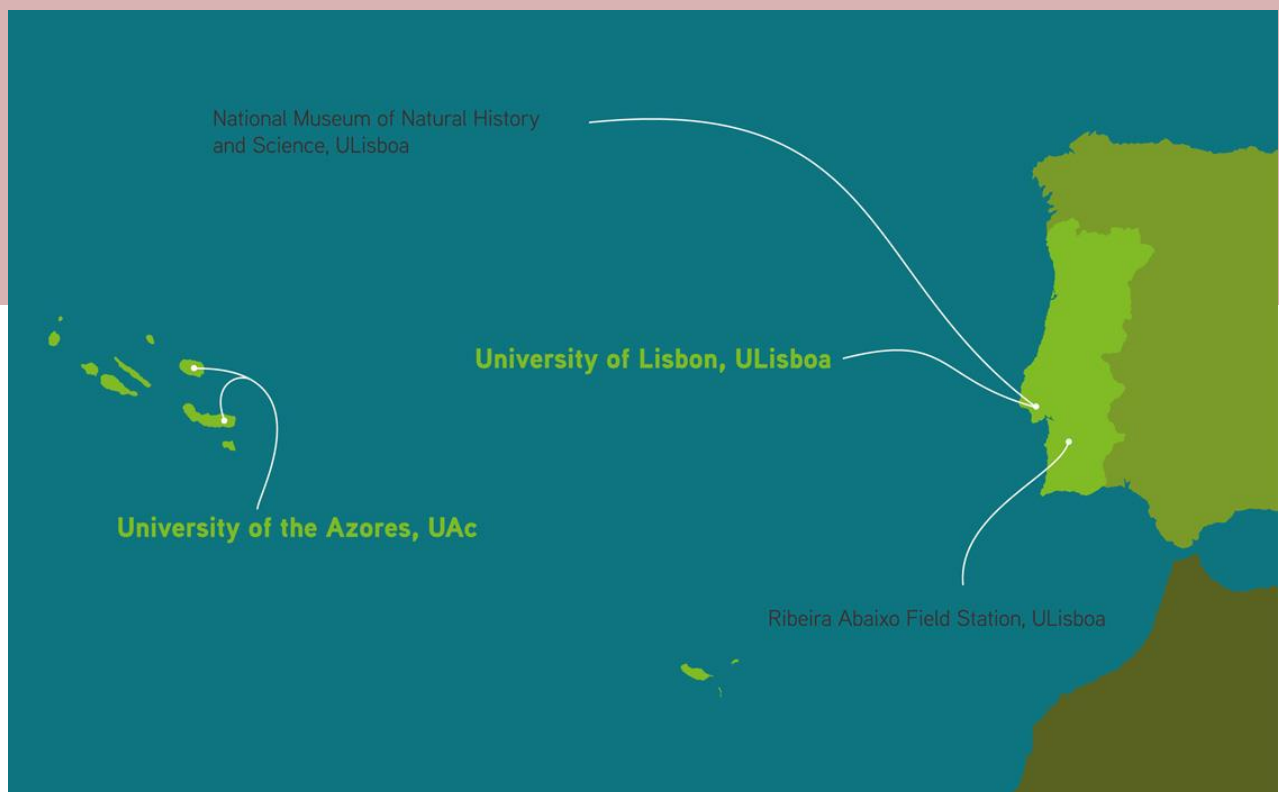 National Museum of Natural History
and Science, ULisboa
University of Lisbon, ULisboa
University of the Azores, UAc
Ribeira Abaixo Field Station, ULisboa